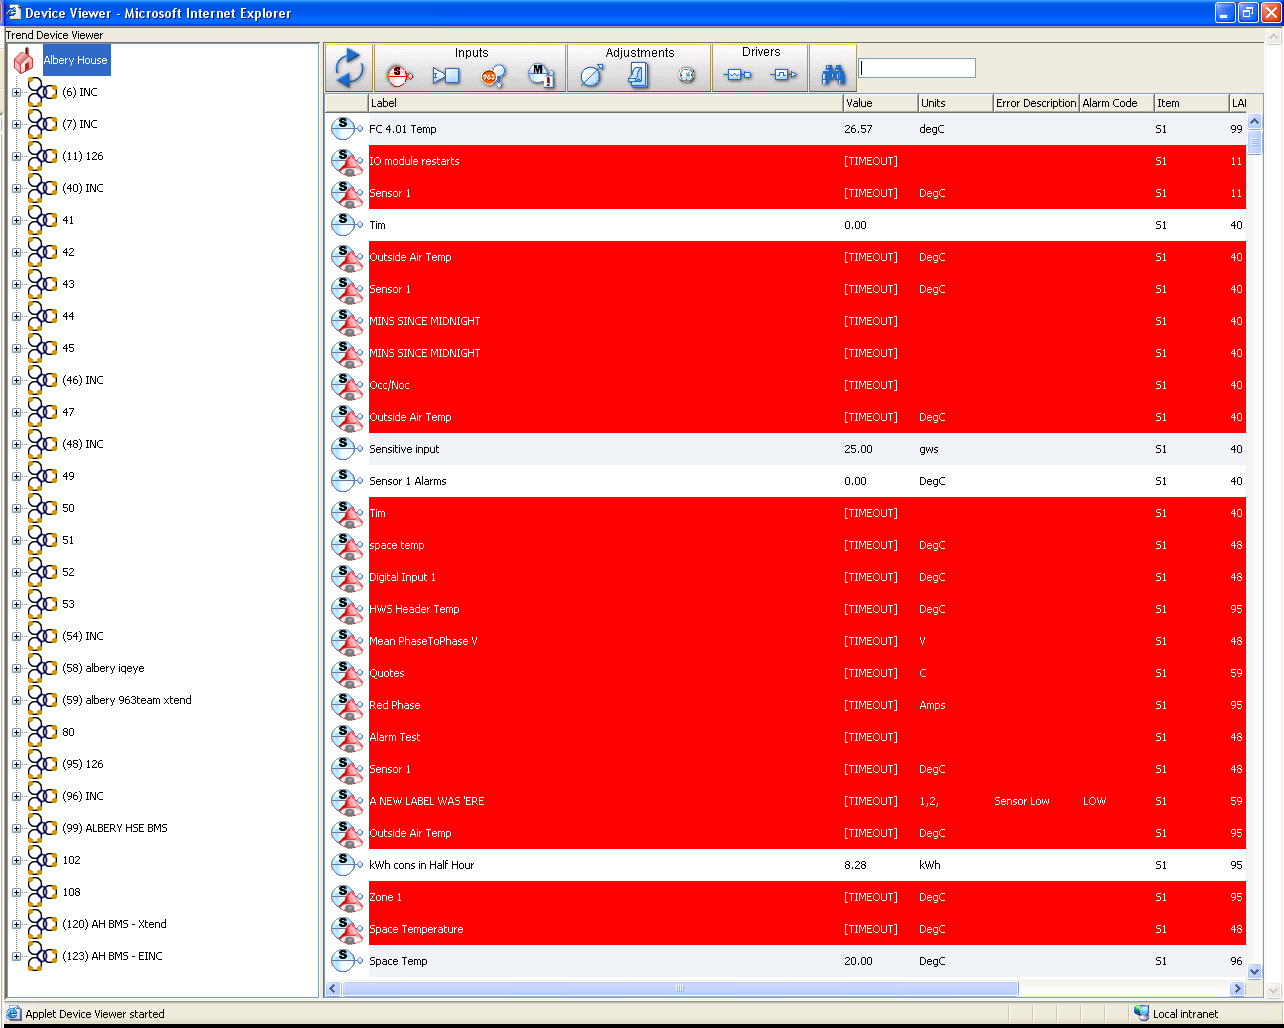 Device Viewer - Microsoft Internet Explorer
Trend Device Viewer
Albery House
(6) INC
(7) INC
(11) 126
(40) INC
41
42
43
44
45
(46) INC
47
(48) INC
49
50
51
52
53
(54) INC
(58) albery iqeye
(59) albery 963team xtend
80
(95) 126
(96) INC
(99) ALBERY HSE BMS
102
108
(120) AH BMS - Xtend
(123) AH BMS - EINC
Inputs Adjustments Drivers
S 963 M
Label Value Units Error Description Alarm Code Item LA
S FC 4.01 Temp 26.57 degC S1 99
S IO module restarts [TIMEOUT] S1 11
S Sensor 1 [TIMEOUT] DegC S1 11
S Tim 0.00 S1 40
S Outside Air Temp [TIMEOUT] DegC S1 40
S Sensor 1 [TIMEOUT] DegC S1 40
S MINS SINCE MIDNIGHT [TIMEOUT] S1 40
S MINS SINCE MIDNIGHT [TIMEOUT] S1 40
S Occ/Noc [TIMEOUT] S1 40
S Outside Air Temp [TIMEOUT] DegC S1 40
S Sensitive input 25.00 gws S1 40
S Sensor 1 Alarms 0.00 DegC S1 40
S Tim [TIMEOUT] S1 40
S space temp [TIMEOUT] DegC S1 48
S Digital Input 1 [TIMEOUT] DegC S1 48
S HWS Header Temp [TIMEOUT] DegC S1 95
S Mean PhaseToPhase V [TIMEOUT] V S1 48
S Quotes [TIMEOUT] C S1 59
S Red Phase [TIMEOUT] Amps S1 95
S Alarm Test [TIMEOUT] S1 48
S Sensor 1 [TIMEOUT] DegC S1 48
S A NEW LABEL WAS 'ERE [TIMEOUT] 1,2, Sensor Low LOW S1 59
S Outside Air Temp [TIMEOUT] DegC S1 95
S kWh cons in Half Hour 8.28 kWh S1 95
S Zone 1 [TIMEOUT] DegC S1 95
S Space Temperature [TIMEOUT] DegC S1 48
S Space Temp 20.00 DegC S1 96
Applet Device Viewer started Local intranet